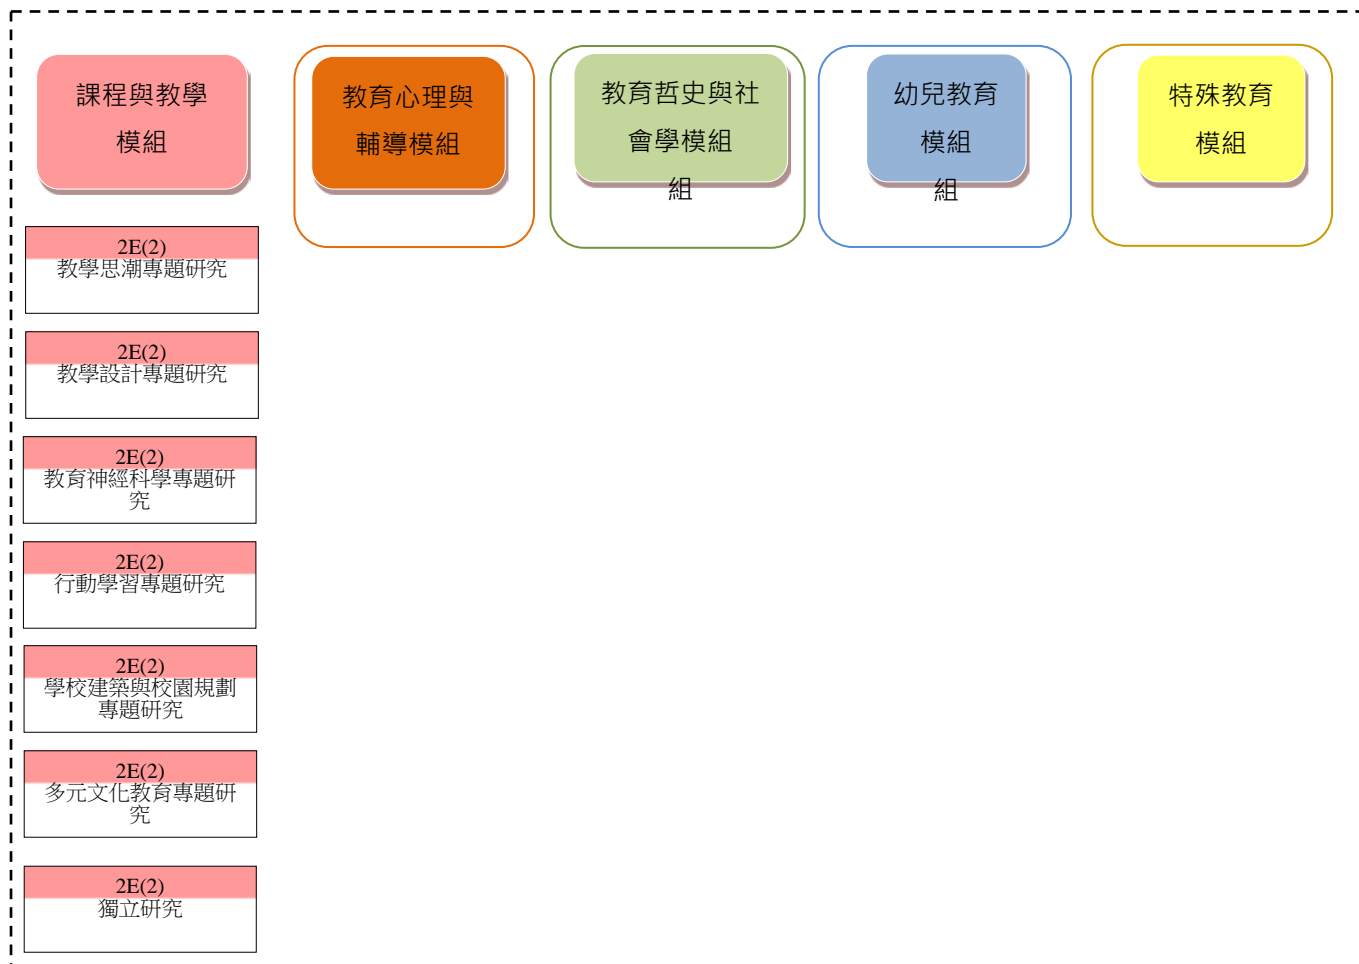 課程與教學
模組
教育心理與
輔導模組
教育哲史與社
會學模組
組
幼兒教育
模組
組
特殊教育
模組
2E(2)
教學思潮專題研究
2E(2)
教學設計專題研究
2E(2)
教育神經科學專題研
究
2E(2)
行動學習專題研究
2E(2)
學校建築與校園規劃
專題研究
2E(2)
多元文化教育專題研
究
2E(2)
獨立研究